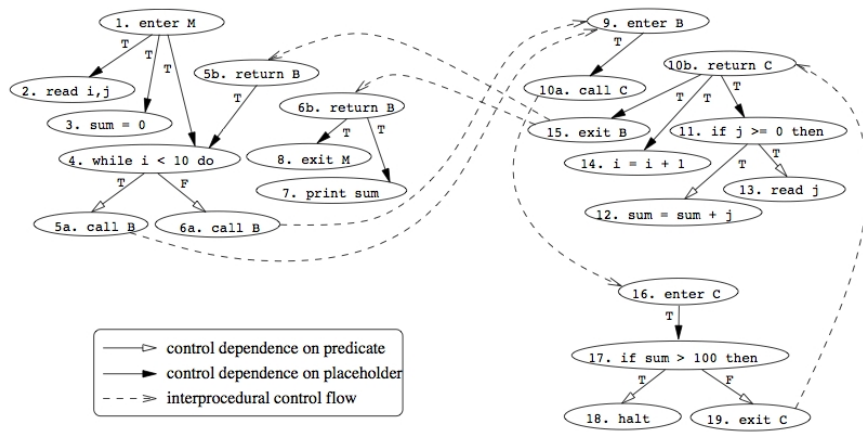 1. enter M
T
T
T
2. read i,j
3. sum = 0
5b. return B
T
6b. return B
T
T
4. while i < 10 do
T
F
8. exit M
7. print sum
5a. call B
6a. call B
9. enter B
T
10a. call C
10b. return C
T
T
T
15. exit B
11. if j >= 0 then
14. i = i + 1
T
T
13. read j
12. sum = sum + j
16. enter C
T
17. if sum > 100 then
T
F
18. halt
19. exit C
control dependence on predicate
control dependence on placeholder
interprocedural control flow